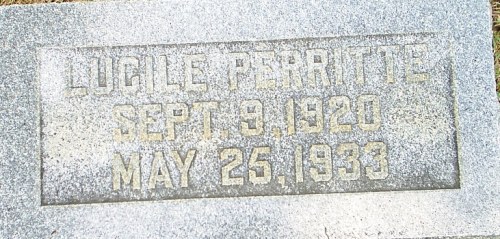 LUCILE PERRITTE
SEPT. 9, 1920
MAY 25, 1933